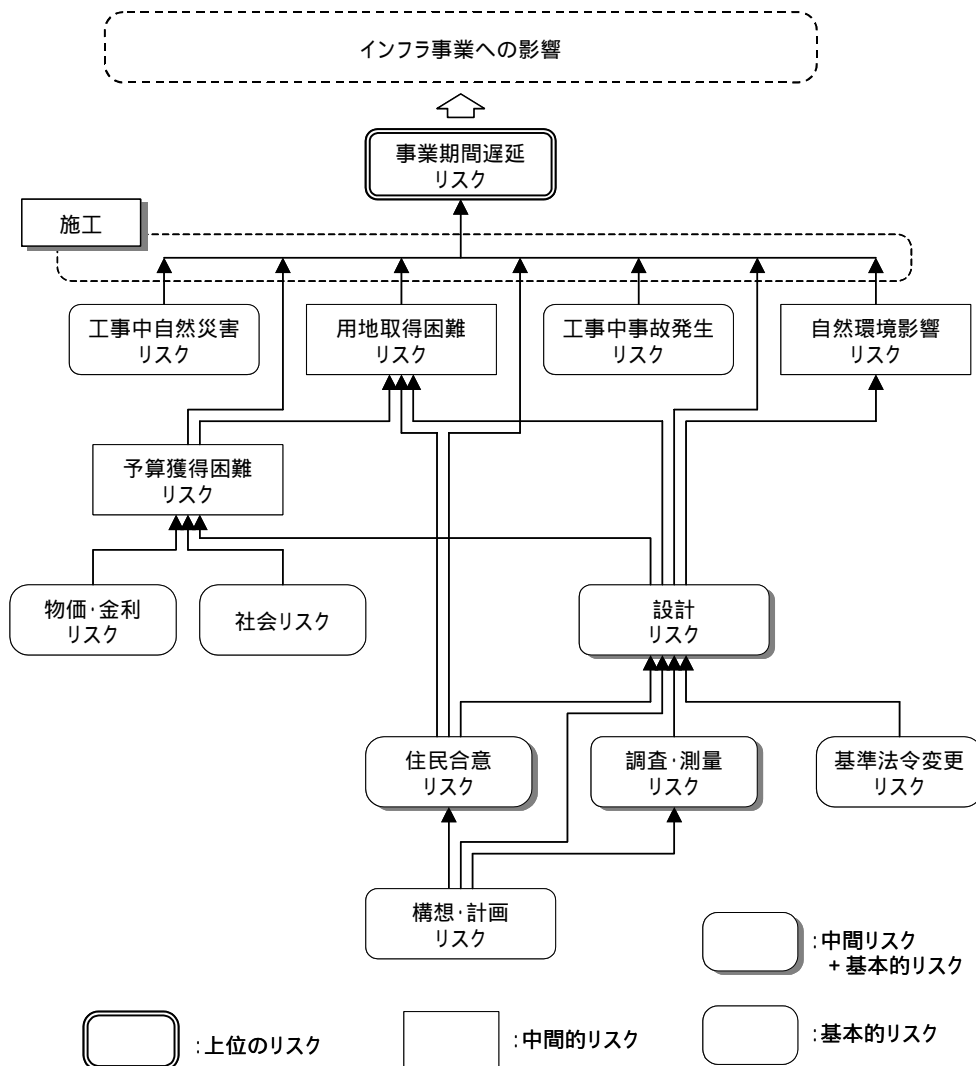 インフラ事業への影響
事業期間遅延
リスク
施工
工事中自然災害
リスク
用地取得困難
リスク
工事中事故発生
リスク
自然環境影響
リスク
予算獲得困難
リスク
物価・金利
リスク
社会リスク
設計
リスク
住民合意
リスク
調査・測量
リスク
基準法令変更
リスク
構想・計画
リスク
:中間リスク
+基本的リスク
:上位のリスク
:中間的リスク
:基本的リスク